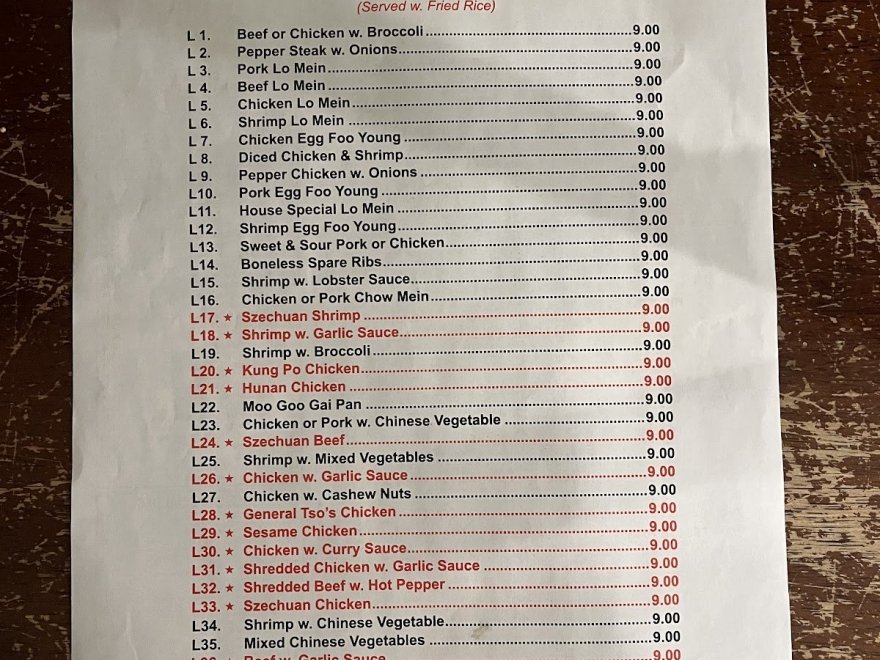 (Served w. Fried Rice)
L 1. Beef or Chicken w. Broccoli 9.00
L 2. Pepper Steak w. Onions 9.00
L 3. Pork Lo Mein 9.00
L 4. Beef Lo Mein 9.00
L 5. Chicken Lo Mein 9.00
L 6. Shrimp Lo Mein 9.00
L 7. Chicken Egg Foo Young 9.00
L 8. Diced Chicken & Shrimp 9.00
L 9. Pepper Chicken w. Onions 9.00
L10. Pork Egg Foo Young 9.00
L11. House Special Lo Mein 9.00
L12. Shrimp Egg Foo Young 9.00
L13. Sweet & Sour Pork or Chicken 9.00
L14. Boneless Spare Ribs 9.00
L15. Shrimp w. Lobster Sauce 9.00
L16. Chicken or Pork Chow Mein 9.00
L17. ★ Szechuan Shrimp 9.00
L18. ★ Shrimp w. Garlic Sauce 9.00
L19. Shrimp w. Broccoli 9.00
L20. ★ Kung Po Chicken 9.00
L21. ★ Hunan Chicken 9.00
L22. Moo Goo Gai Pan 9.00
L23. Chicken or Pork w. Chinese Vegetable 9.00
L24. ★ Szechuan Beef 9.00
L25. Shrimp w. Mixed Vegetables 9.00
L26. ★ Chicken w. Garlic Sauce 9.00
L27. Chicken w. Cashew Nuts 9.00
L28. ★ General Tso's Chicken 9.00
L29. ★ Sesame Chicken 9.00
L30. ★ Chicken w. Curry Sauce 9.00
L31. ★ Shredded Chicken w. Garlic Sauce 9.00
L32. ★ Shredded Beef w. Hot Pepper 9.00
L33. ★ Szechuan Chicken 9.00
L34. Shrimp w. Chinese Vegetable 9.00
L35. Mixed Chinese Vegetables 9.00
Beef w. Garlic Sauce 9.00